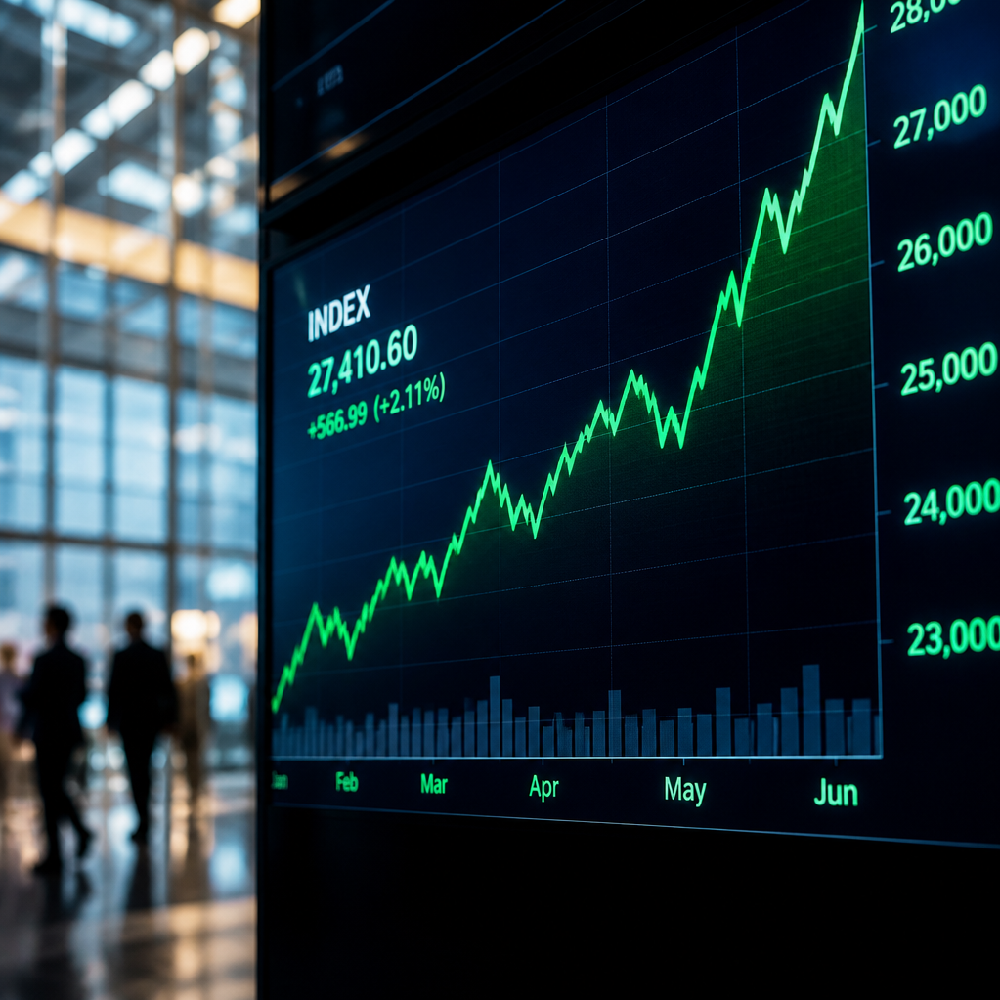 INDEX
27,410.60
+566.99 (+2.11%)
27,000
26,000
25,000
24,000
23,000
Jan
Feb
Mar
Apr
May
Jun